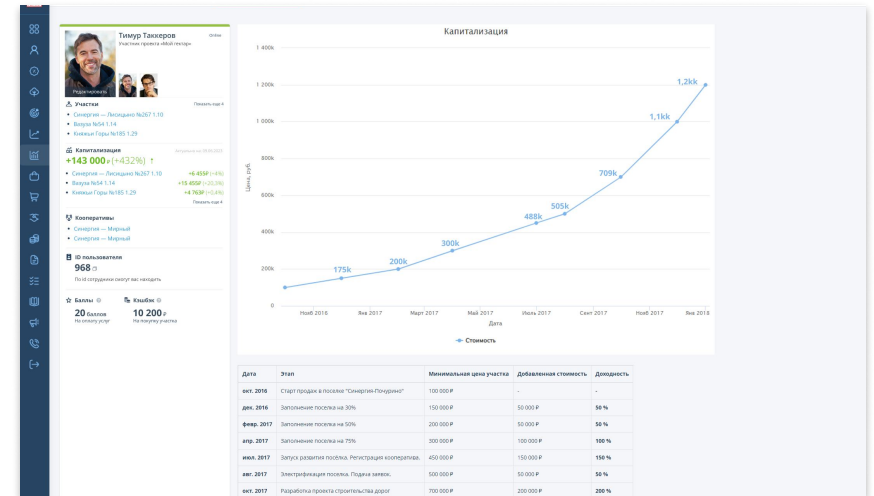 Тимур Таккеров
Online
Участник проекта «Мой гектар»
Редактировать
Участки
Показать еще 4
Синергия — Лисицыно №267 1.10
Вазуза №54 1.14
Княжьи Горы №185 1.29
Капитализация
+143 000 ₽ (+432%) ↑
Синергия — Лисицыно №267 1.10 +6 455₽ (+4%)
Вазуза №54 1.14 +15 455₽ (+20,3%)
Княжьи Горы №185 1.29 +4 763₽ (+0,4%)
Показать еще 4
Кооперативы
Синергия — Мирный
Синергия — Мирный
ID пользователя
968
По id сотрудники смогут вас находить
Баллы
20 баллов
На оплату услуг
Кэшбэк
10 200 ₽
На покупку участка
Капитализация
1 400k
1 200k
1 000k
800k
600k
400k
200k
0
Цена, руб.
175k
200k
300k
488k
505k
709k
1,1kk
1,2kk
Нояб 2016 Янв 2017 Март 2017 Май 2017 Июль 2017 Сент 2017 Нояб 2017 Янв 2018
Дата
Стоимость
Дата Этап Минимальная цена участка Добавленная стоимость Доходность
окт. 2016 Старт продаж в поселке "Синергия-Почурино" 100 000 ₽ - -
дек. 2016 Заполнение поселка на 30% 150 000 ₽ 50 000 ₽ 50 %
февр. 2017 Заполнение поселка на 50% 200 000 ₽ 50 000 ₽ 50 %
апр. 2017 Заполнение поселка на 75% 300 000 ₽ 100 000 ₽ 100 %
июл. 2017 Запуск развития посёлка. Регистрация кооператива. 450 000 ₽ 150 000 ₽ 150 %
авг. 2017 Электрификация поселка. Подача заявок. 500 000 ₽ 50 000 ₽ 50 %
окт. 2017 Разработка проекта строительства дорог 700 000 ₽ 200 000 ₽ 200 %